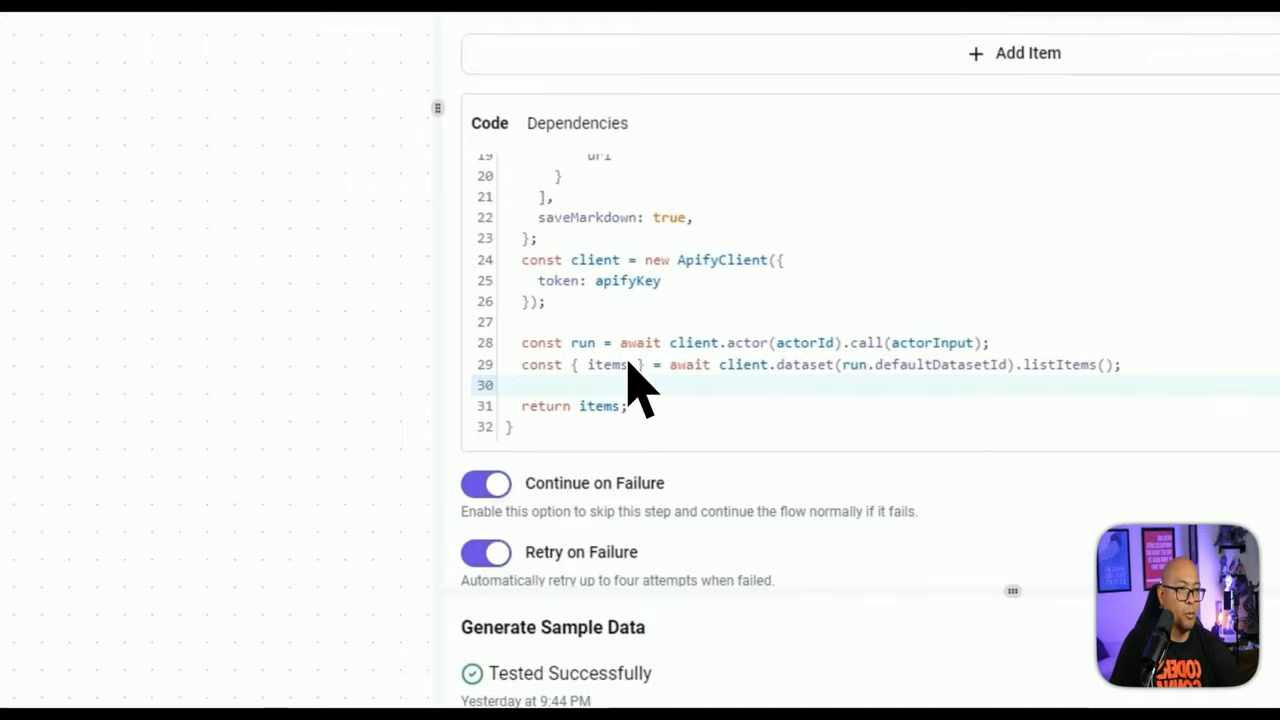 + Add Item
Code Dependencies
19 url
20 }
21 ],
22 saveMarkdown: true,
23 };
24 const client = new ApifyClient({
25 token: apifyKey
26 });
27
28 const run = await client.actor(actorId).call(actorInput);
29 const { items } = await client.dataset(run.defaultDatasetId).listItems();
30
31 return items;
32 }
Continue on Failure
Enable this option to skip this step and continue the flow normally if it fails.
Retry on Failure
Automatically retry up to four attempts when failed.
Generate Sample Data
Tested Successfully
Yesterday at 9:44 PM